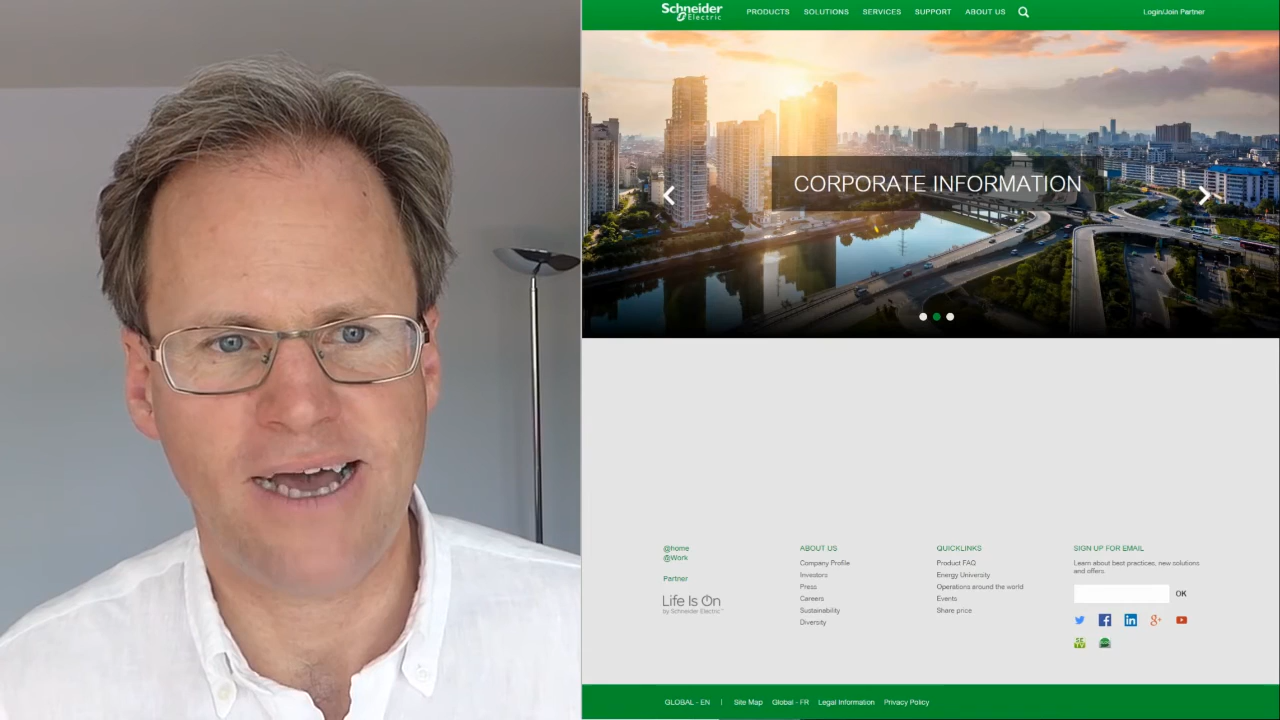 Schneider
Electric
PRODUCTS SOLUTIONS SERVICES SUPPORT ABOUT US
Login/Join Partner
CORPORATE INFORMATION
@home
@Work
Partner
Life Is On
by Schneider Electric
ABOUT US
Company Profile
Investors
Press
Careers
Sustainability
Diversity
QUICKLINKS
Product FAQ
Energy University
Operations around the world
Events
Share price
SIGN UP FOR EMAIL
Learn about best practices, new solutions
and offers.
OK
GLOBAL - EN | Site Map Global - FR Legal Information Privacy Policy